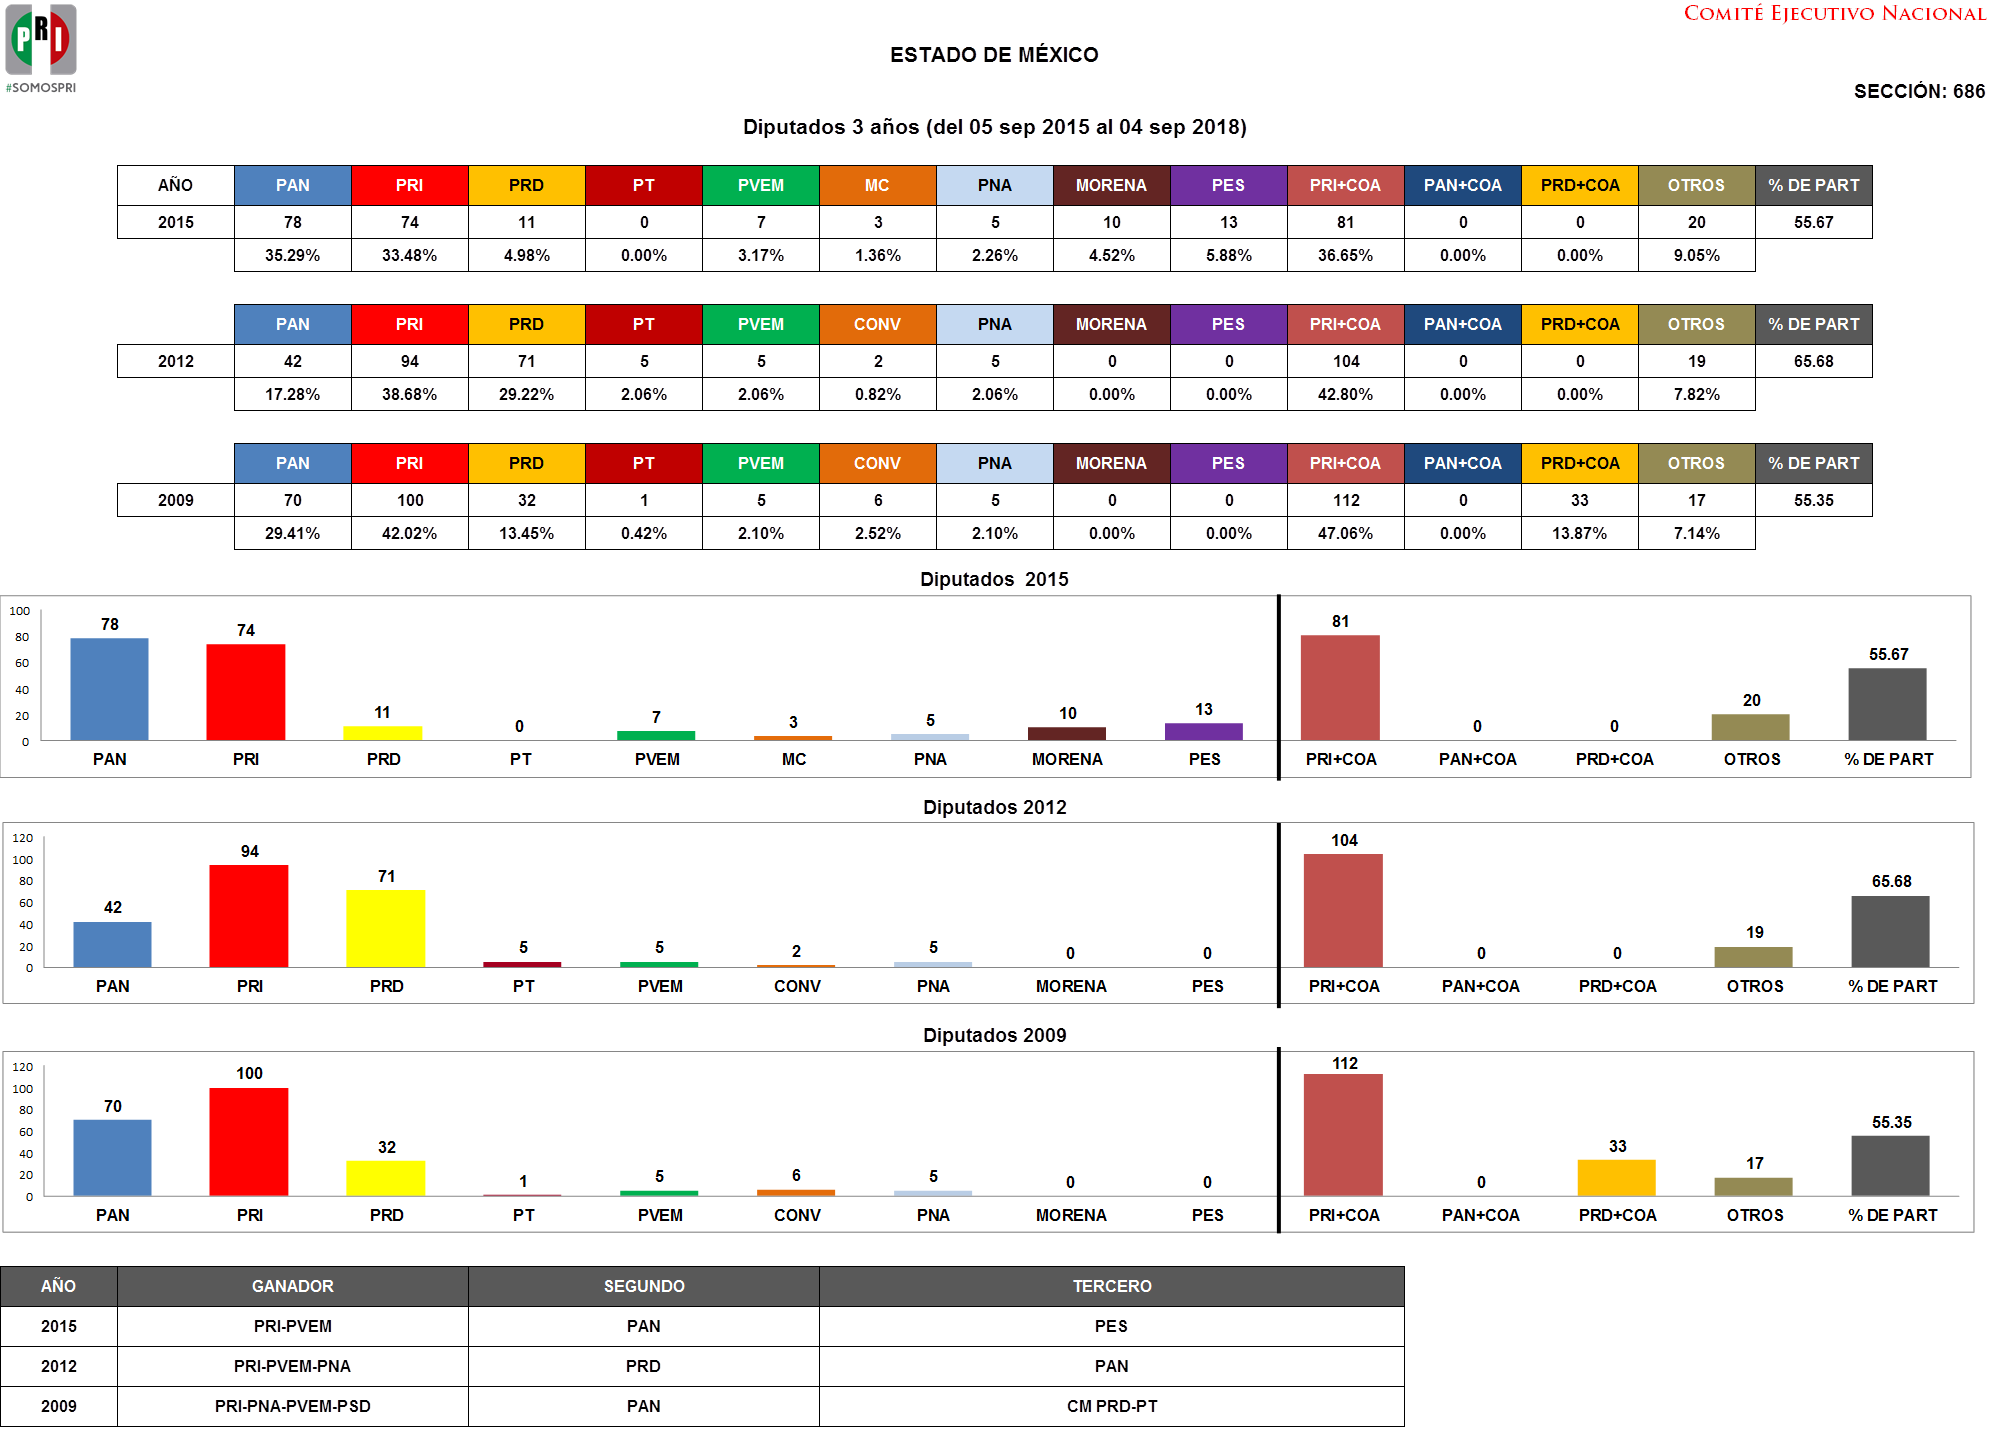 PRI
#SOMOSPRI
COMITÉ EJECUTIVO NACIONAL
ESTADO DE MÉXICO
SECCIÓN: 686
Diputados 3 años (del 05 sep 2015 al 04 sep 2018)
AÑO PAN PRI PRD PT PVEM MC PNA MORENA PES PRI+COA PAN+COA PRD+COA OTROS % DE PART
2015 78 74 11 0 7 3 5 10 13 81 0 0 20 55.67
35.29% 33.48% 4.98% 0.00% 3.17% 1.36% 2.26% 4.52% 5.88% 36.65% 0.00% 0.00% 9.05%
PAN PRI PRD PT PVEM CONV PNA MORENA PES PRI+COA PAN+COA PRD+COA OTROS % DE PART
2012 42 94 71 5 5 2 5 0 0 104 0 0 19 65.68
17.28% 38.68% 29.22% 2.06% 2.06% 0.82% 2.06% 0.00% 0.00% 42.80% 0.00% 0.00% 7.82%
PAN PRI PRD PT PVEM CONV PNA MORENA PES PRI+COA PAN+COA PRD+COA OTROS % DE PART
2009 70 100 32 1 5 6 5 0 0 112 0 33 17 55.35
29.41% 42.02% 13.45% 0.42% 2.10% 2.52% 2.10% 0.00% 0.00% 47.06% 0.00% 13.87% 7.14%
Diputados 2015
100
80
60
40
20
0
78 74 11 0 7 3 5 10 13 81 0 0 20 55.67
PAN PRI PRD PT PVEM MC PNA MORENA PES PRI+COA PAN+COA PRD+COA OTROS % DE PART
Diputados 2012
120
100
80
60
40
20
0
42 94 71 5 5 2 5 0 0 104 0 0 19 65.68
PAN PRI PRD PT PVEM CONV PNA MORENA PES PRI+COA PAN+COA PRD+COA OTROS % DE PART
Diputados 2009
120
100
80
60
40
20
0
70 100 32 1 5 6 5 0 0 112 0 33 17 55.35
PAN PRI PRD PT PVEM CONV PNA MORENA PES PRI+COA PAN+COA PRD+COA OTROS % DE PART
AÑO GANADOR SEGUNDO TERCERO
2015 PRI-PVEM PAN PES
2012 PRI-PVEM-PNA PRD PAN
2009 PRI-PNA-PVEM-PSD PAN CM PRD-PT